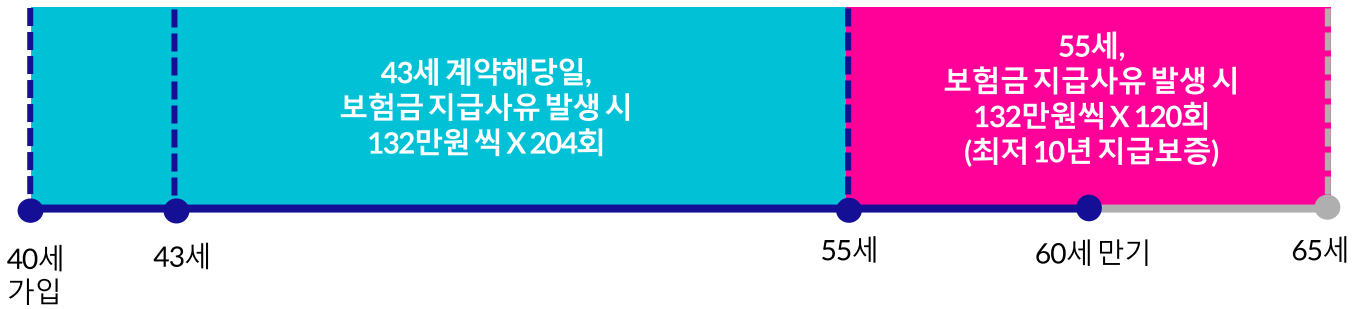 43세 계약해당일,
보험금 지급사유 발생 시
132만원 씩 X 204회
55세,
보험금 지급사유 발생 시
132만원씩 X 120회
(최저 10년 지급보증)
40세
가입
43세
55세
60세 만기
65세